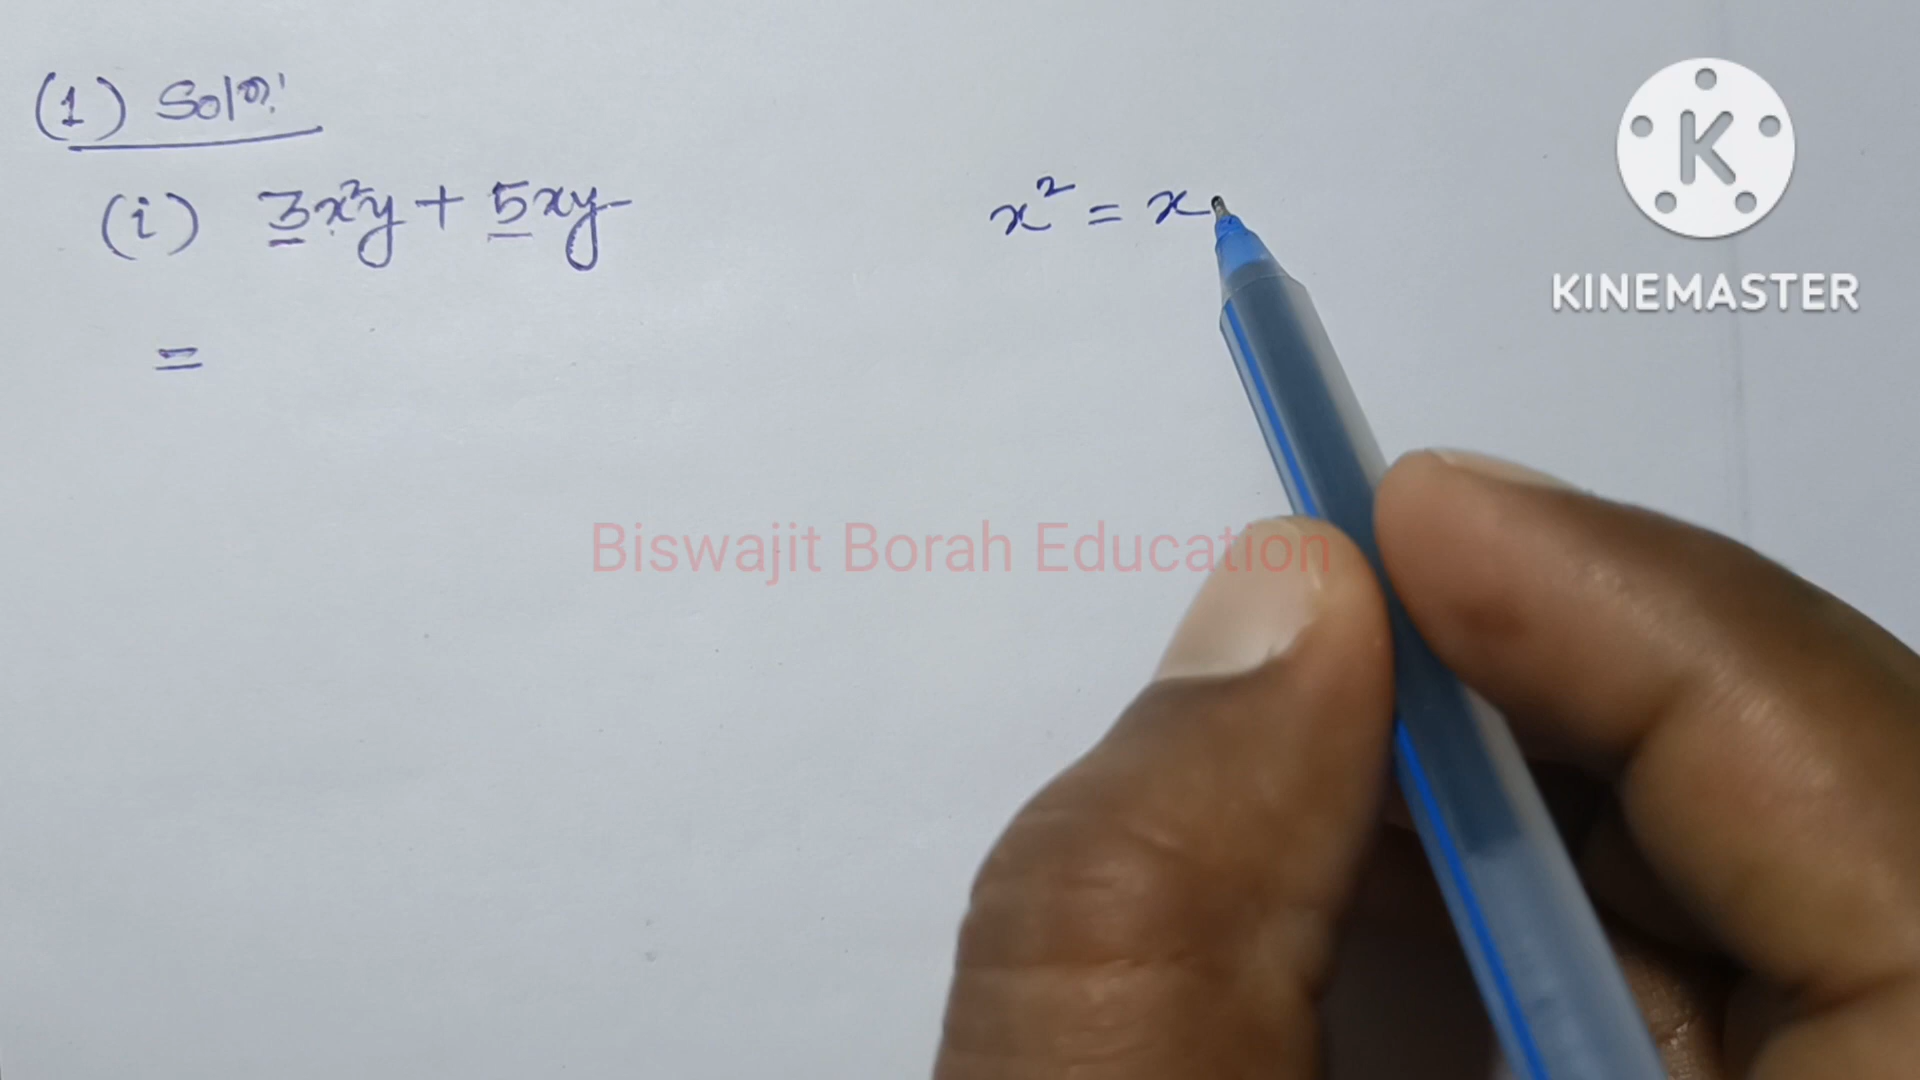 (1) Soln:
(i) 3x²y + 5xy
x² = x
=
K
KINEMASTER
Biswajit Borah Education